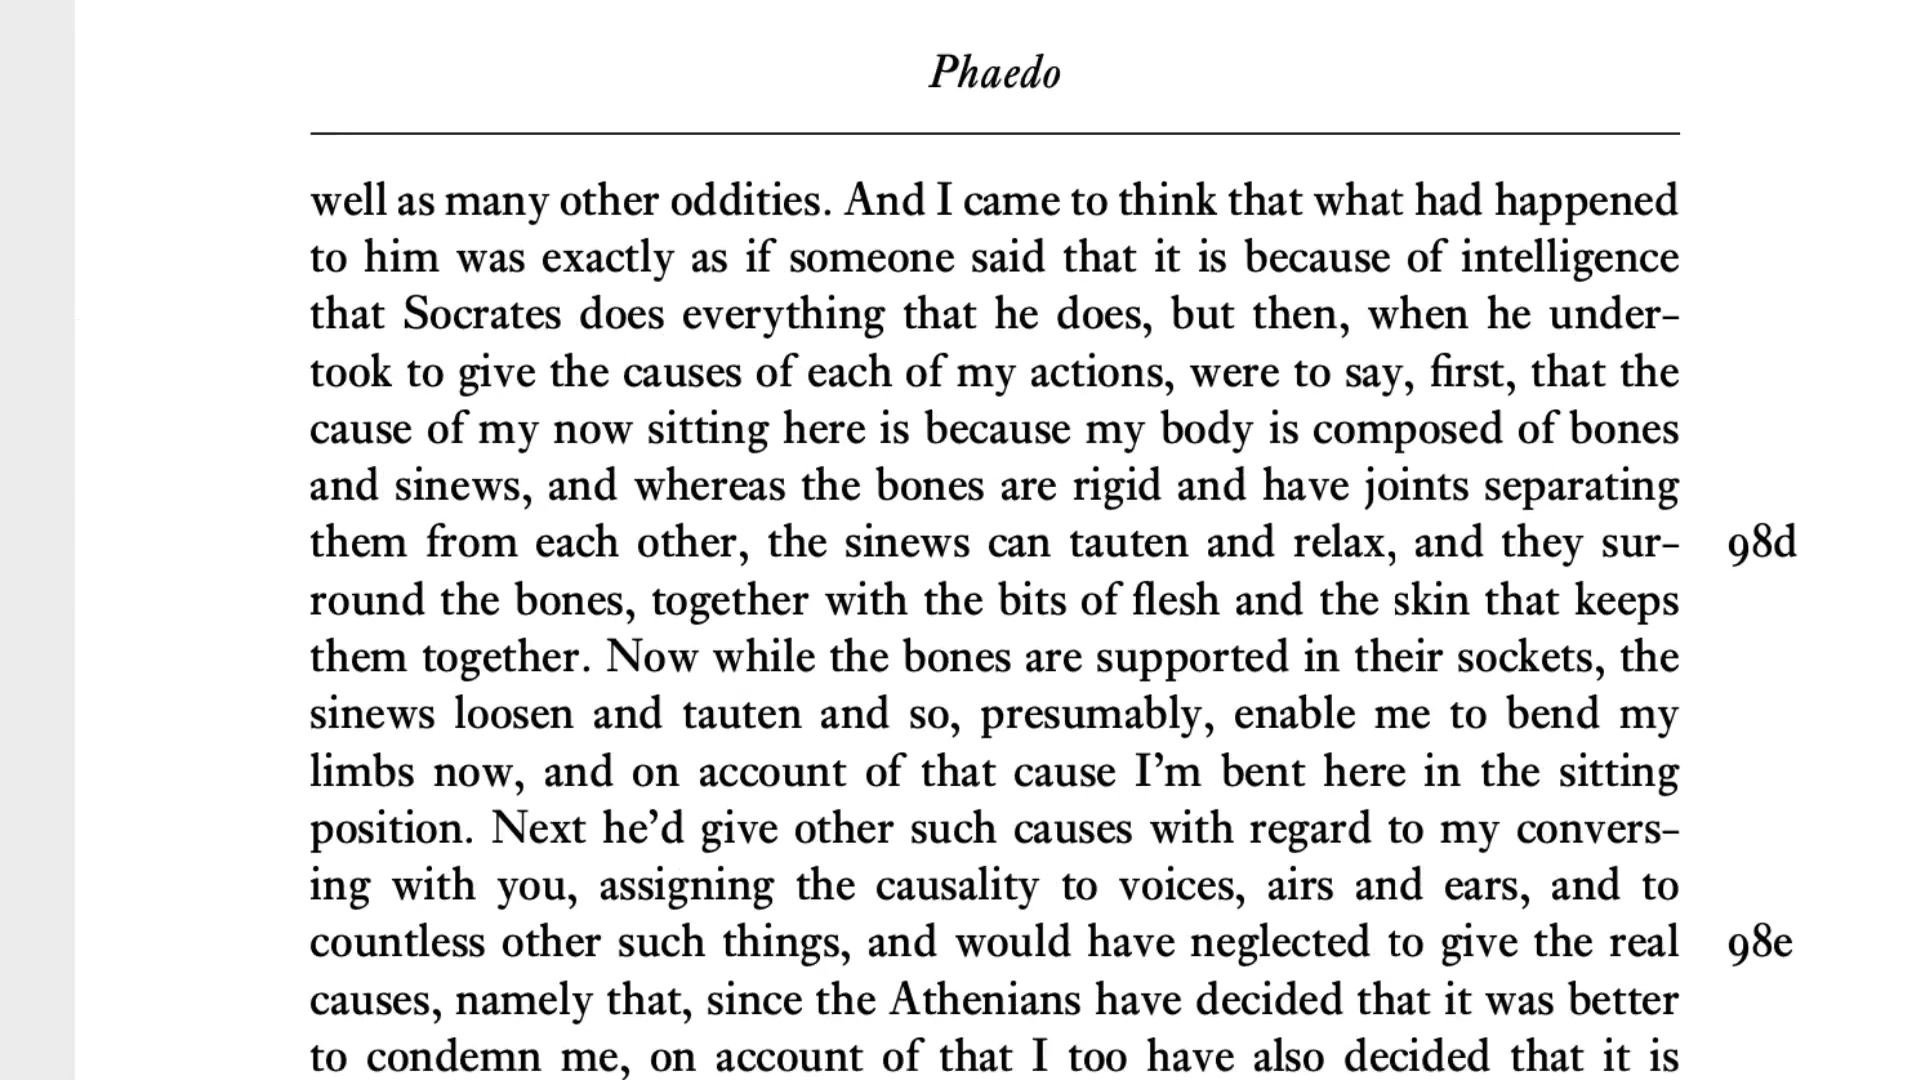 Phaedo
well as many other oddities. And I came to think that what had happened
to him was exactly as if someone said that it is because of intelligence
that Socrates does everything that he does, but then, when he under-
took to give the causes of each of my actions, were to say, first, that the
cause of my now sitting here is because my body is composed of bones
and sinews, and whereas the bones are rigid and have joints separating
them from each other, the sinews can tauten and relax, and they sur- 98d
round the bones, together with the bits of flesh and the skin that keeps
them together. Now while the bones are supported in their sockets, the
sinews loosen and tauten and so, presumably, enable me to bend my
limbs now, and on account of that cause I'm bent here in the sitting
position. Next he'd give other such causes with regard to my convers-
ing with you, assigning the causality to voices, airs and ears, and to
countless other such things, and would have neglected to give the real 98e
causes, namely that, since the Athenians have decided that it was better
to condemn me, on account of that I too have also decided that it is